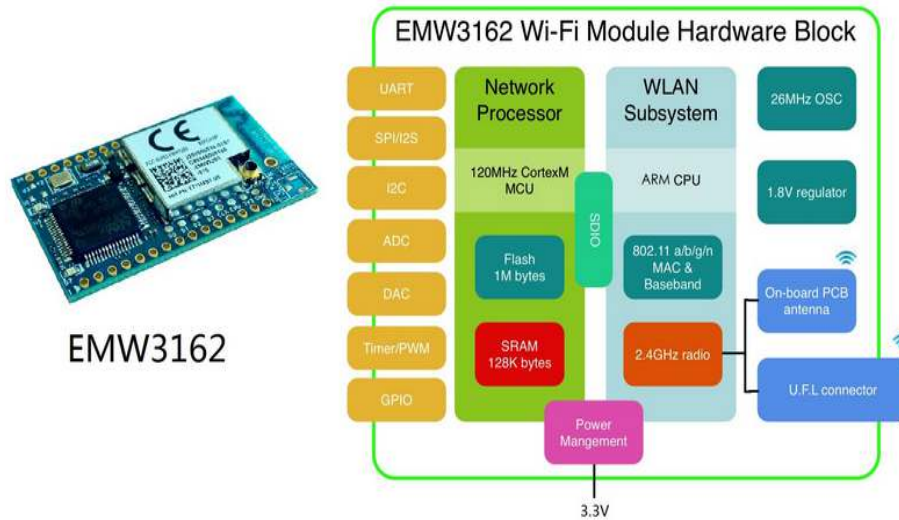 EMW3162 Wi-Fi Module Hardware Block
UART
SPI/I2S
I2C
ADC
DAC
Timer/PWM
GPIO
Network
Processor
120MHz CortexM
MCU
Flash
1M bytes
SRAM
128K bytes
SDIO
WLAN
Subsystem
ARM CPU
802.11 a/b/g/n
MAC &
Baseband
2.4GHz radio
Power
Mangement
3.3V
26MHz OSC
1.8V regulator
On-board PCB
antenna
U.F.L connector
CE
EMW3162